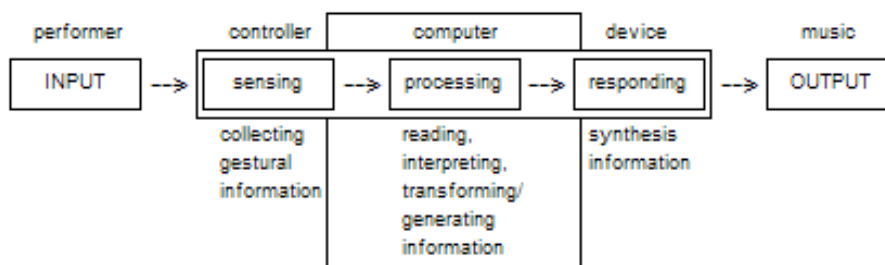 performer controller computer device music
INPUT --> sensing --> processing --> responding --> OUTPUT
collecting
gestural
information
reading,
interpreting,
transforming/
generating
information
synthesis
information